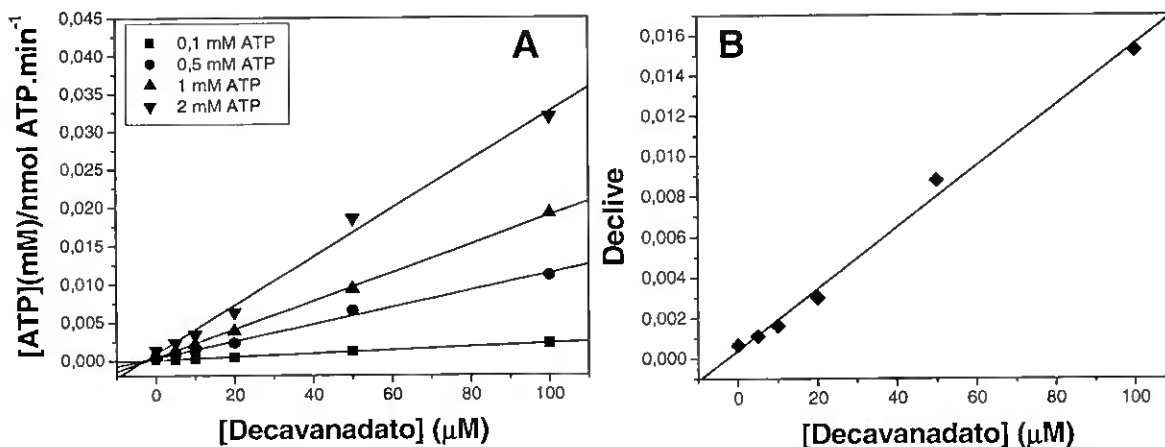 0,045
0,040
0,035
0,030
0,025
0,020
0,015
0,010
0,005
0,000
[ATP](mM)/nmol ATP.min⁻¹
0,1 mM ATP
0,5 mM ATP
1 mM ATP
2 mM ATP
A
0 20 40 60 80 100
[Decavanadato] (μM)
B
0,016
0,014
0,012
0,010
0,008
0,006
0,004
0,002
0,000
Declive
0 20 40 60 80 100
[Decavanadato] (μM)